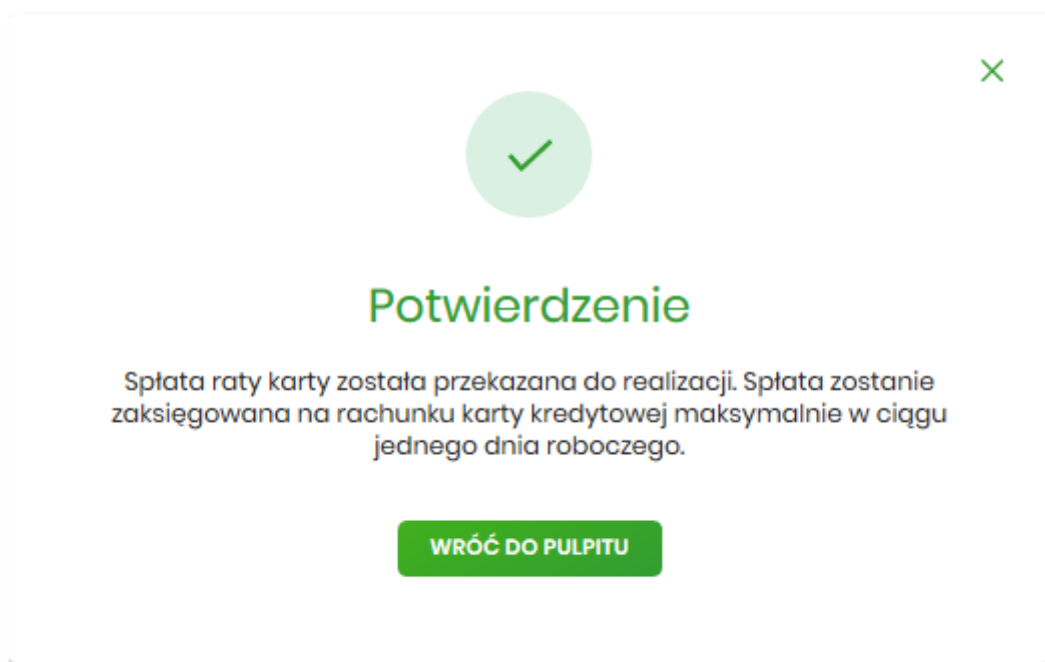 Potwierdzenie
Spłata raty karty została przekazana do realizacji. Spłata zostanie
zaksięgowana na rachunku karty kredytowej maksymalnie w ciągu
jednego dnia roboczego.
WRÓĆ DO PULPITU